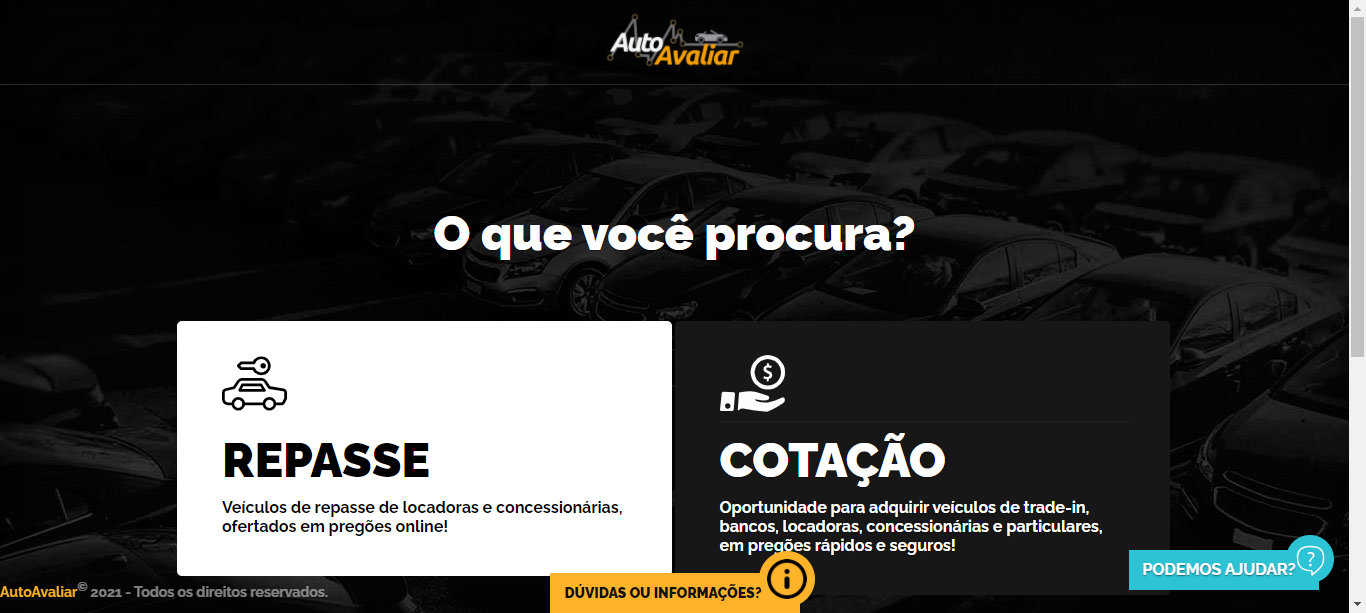 Auto
Avaliar
O que você procura?
REPASSE
Veículos de repasse de locadoras e concessionárias,
ofertados em pregões online!
$
COTAÇÃO
Oportunidade para adquirir veículos de trade-in,
bancos, locadoras, concessionárias e particulares,
em pregões rápidos e seguros!
PODEMOS AJUDAR?
?
AutoAvaliar© 2021 - Todos os direitos reservados.
DÚVIDAS OU INFORMAÇÕES?
i